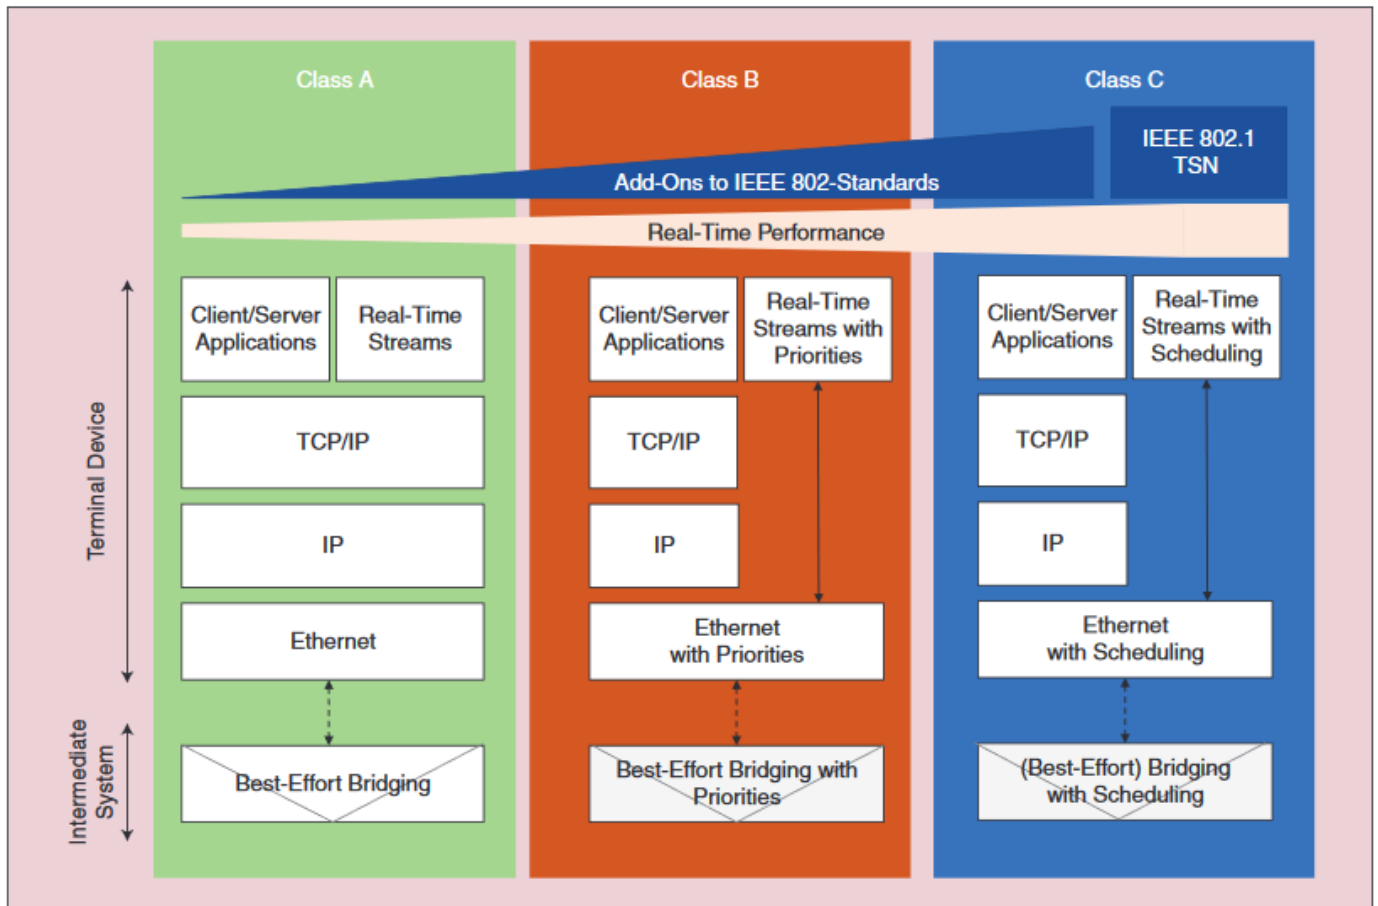 Class A
Class B
Class C
IEEE 802.1
TSN
Add-Ons to IEEE 802-Standards
Real-Time Performance
Terminal Device
Client/Server
Applications
Real-Time
Streams
TCP/IP
IP
Ethernet
Client/Server
Applications
Real-Time
Streams with
Priorities
TCP/IP
IP
Ethernet
with Priorities
Client/Server
Applications
Real-Time
Streams with
Scheduling
TCP/IP
IP
Ethernet
with Scheduling
Intermediate
System
Best-Effort Bridging
Best-Effort Bridging with
Priorities
(Best-Effort) Bridging
with Scheduling